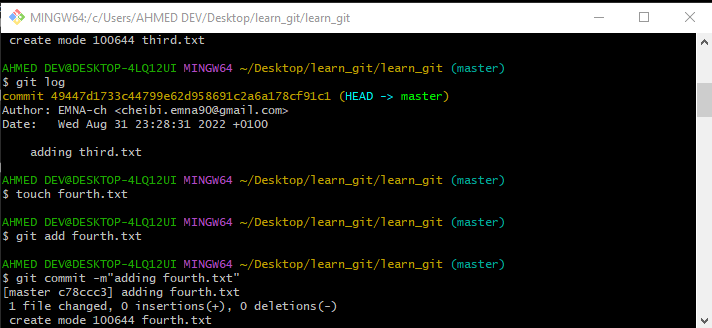 MINGW64:/c/Users/AHMED DEV/Desktop/learn_git/learn_git
create mode 100644 third.txt
AHMED DEV@DESKTOP-4LQ12UI MINGW64 ~/Desktop/learn_git/learn_git (master)
$ git log
commit 49447d1733c44799e62d958691c2a6a178cf91c1 (HEAD -> master)
Author: EMNA-ch <cheibi.emna90@gmail.com>
Date:   Wed Aug 31 23:28:31 2022 +0100
adding third.txt
AHMED DEV@DESKTOP-4LQ12UI MINGW64 ~/Desktop/learn_git/learn_git (master)
$ touch fourth.txt
AHMED DEV@DESKTOP-4LQ12UI MINGW64 ~/Desktop/learn_git/learn_git (master)
$ git add fourth.txt
AHMED DEV@DESKTOP-4LQ12UI MINGW64 ~/Desktop/learn_git/learn_git (master)
$ git commit -m"adding fourth.txt"
[master c78ccc3] adding fourth.txt
1 file changed, 0 insertions(+), 0 deletions(-)
create mode 100644 fourth.txt